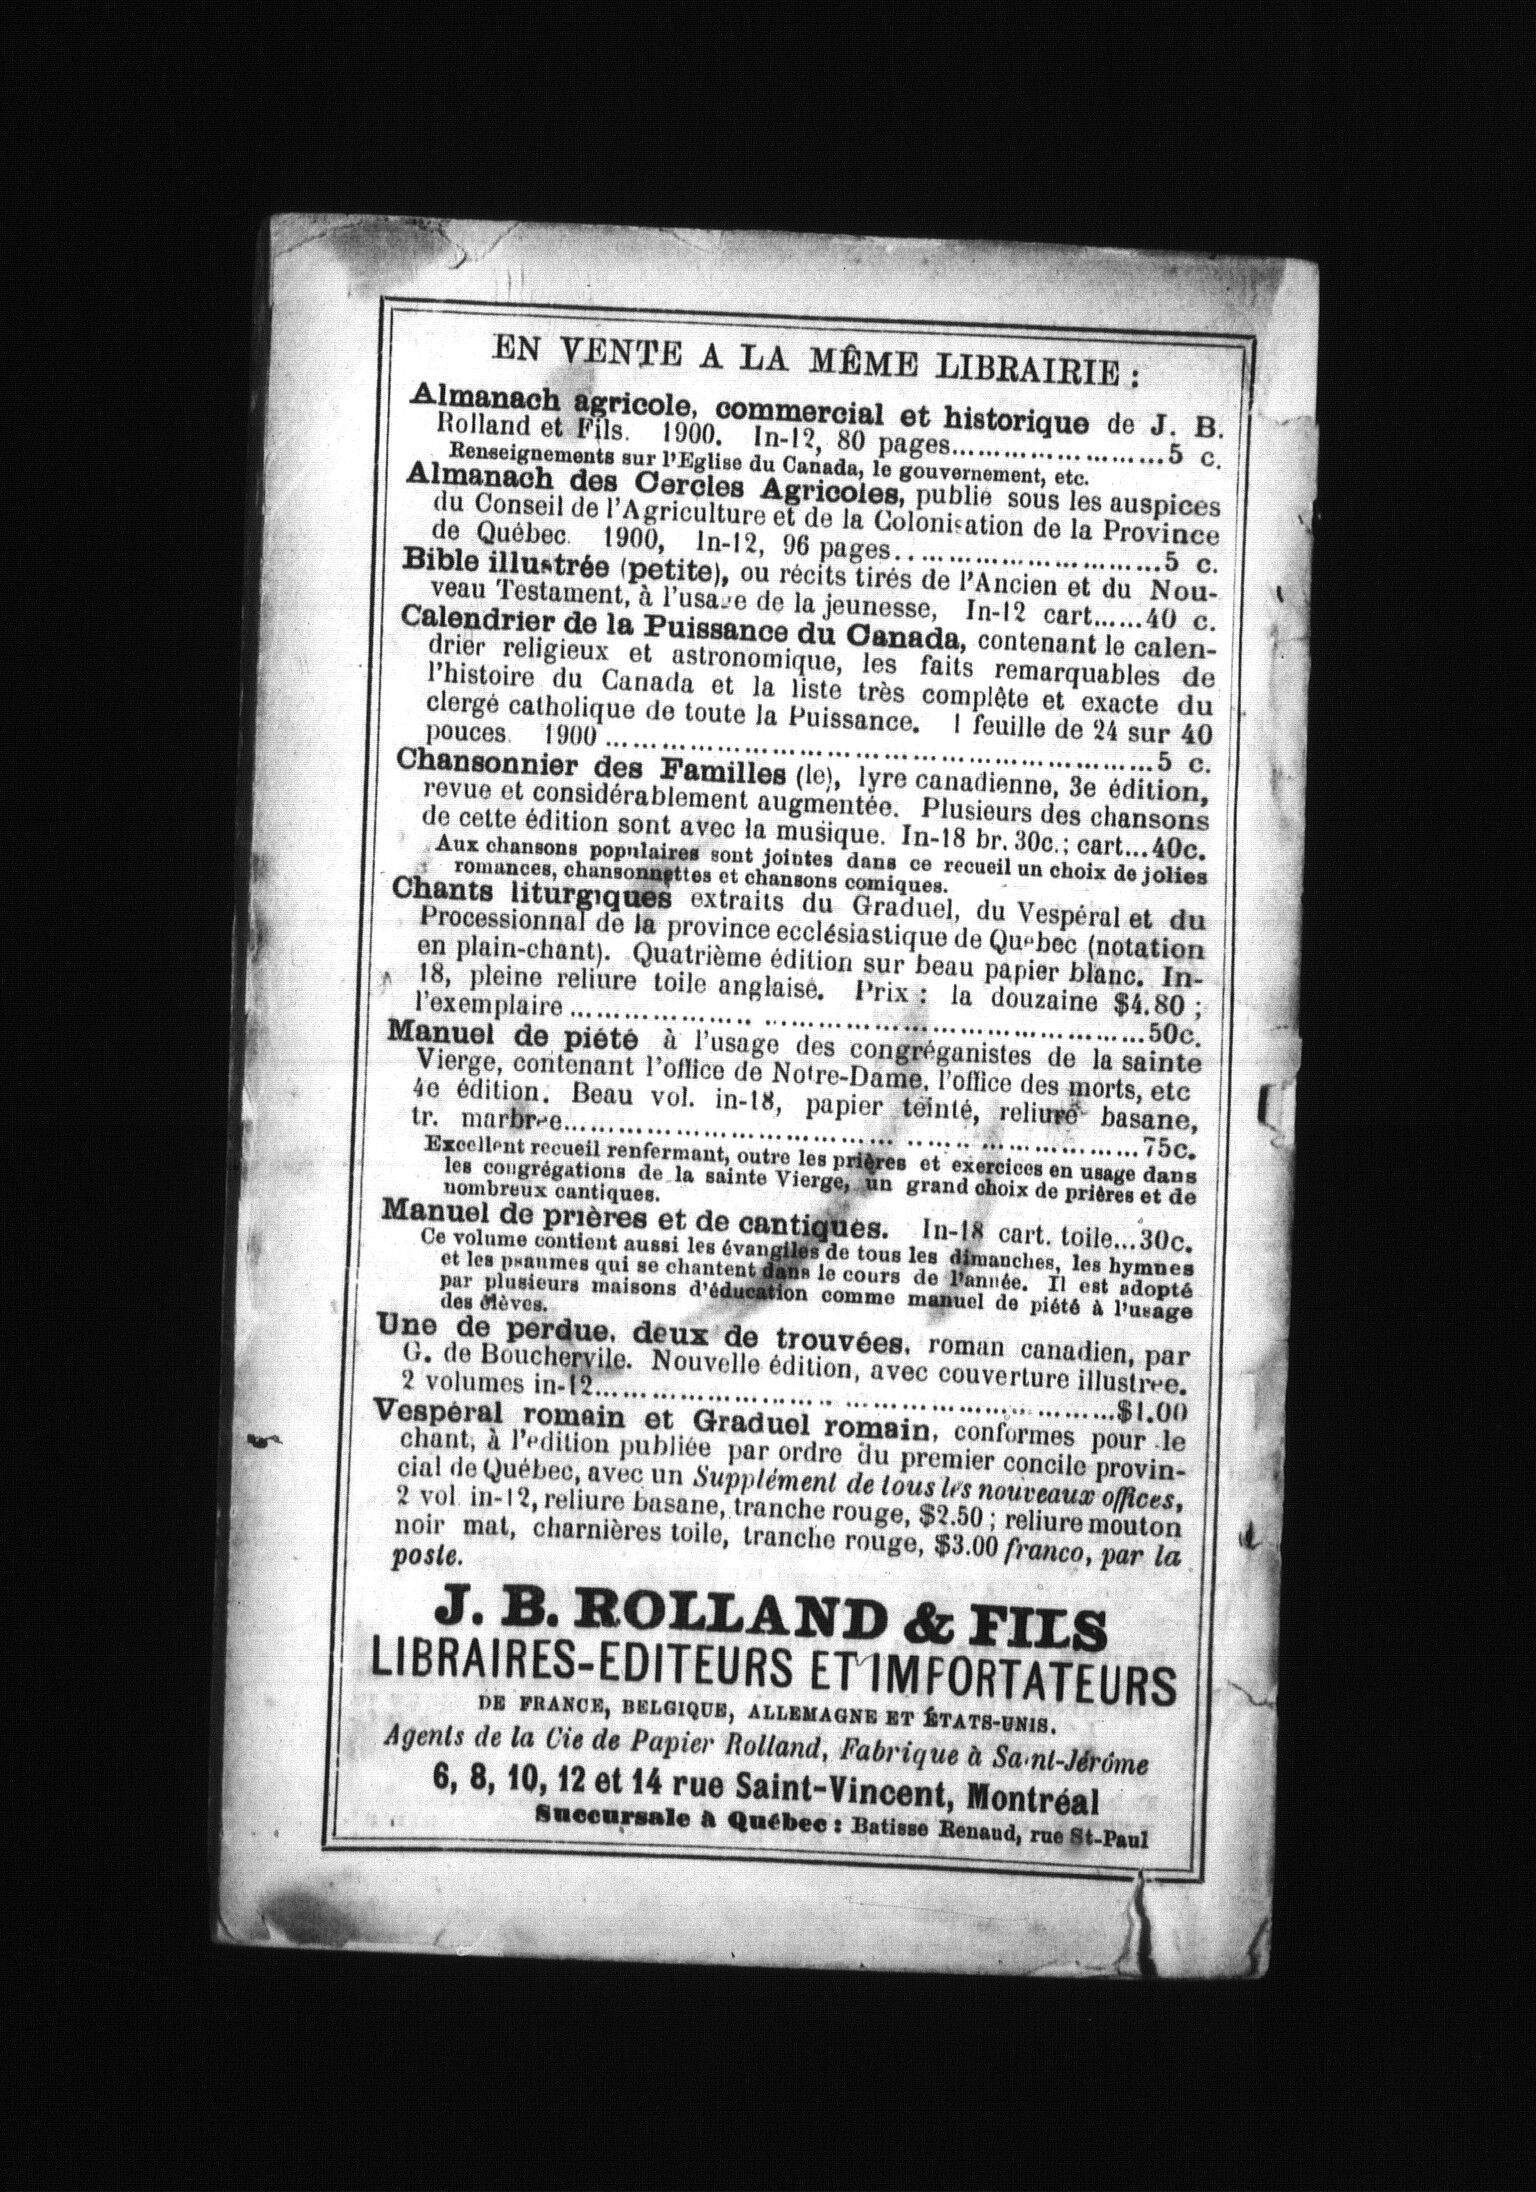 EN VENTE A LA MÊME LIBRAIRIE :
Almanach agricole, commercial et historique de J. B.
Rolland et Fils. 1900. In-12, 80 pages......................5 c.
Renseignements sur l'Eglise du Canada, le gouvernement, etc.
Almanach des Cercles Agricoles, publié sous les auspices
du Conseil de l'Agriculture et de la Colonisation de la Province
de Québec. 1900, In-12, 96 pages...........................5 c.
Bible illustrée (petite), ou récits tirés de l'Ancien et du Nou-
veau Testament, à l'usage de la jeunesse, In-12 cart......40 c.
Calendrier de la Puissance du Canada, contenant le calen-
drier religieux et astronomique, les faits remarquables de
l'histoire du Canada et la liste très complête et exacte du
clergé catholique de toute la Puissance. 1 feuille de 24 sur 40
pouces. 1900 ..........................................................5 c.
Chansonnier des Familles (le), lyre canadienne, 3e édition,
revue et considérablement augmentée. Plusieurs des chansons
de cette édition sont avec la musique. In-18 br. 30c.; cart...40c.
Aux chansons populaires sont jointes dans ce recueil un choix de jolies
romances, chansonnettes et chansons comiques.
Chants liturgiques extraits du Graduel, du Vespéral et du
Processionnal de la province ecclésiastique de Québec (notation
en plain-chant). Quatrième édition sur beau papier blanc. In-
18, pleine reliure toile anglaise. Prix : la douzaine $4.80 ;
l'exemplaire ............................................................50c.
Manuel de piété à l'usage des congréganistes de la sainte
Vierge, contenant l'office de Notre-Dame, l'office des morts, etc
4e édition. Beau vol. in-18, papier teinté, reliure basane,
tr. marbrée............................................................75c.
Excellent recueil renfermant, outre les prières et exercices en usage dans
les congrégations de la sainte Vierge, un grand choix de prières et de
nombreux cantiques.
Manuel de prières et de cantiques. In-18 cart. toile...30c.
Ce volume contient aussi les évangiles de tous les dimanches, les hymnes
et les psaumes qui se chantent dans le cours de l'année. Il est adopté
par plusieurs maisons d'éducation comme manuel de piété à l'usage
des élèves.
Une de perdue, deux de trouvées, roman canadien, par
G. de Bouchervile. Nouvelle édition, avec couverture illustrée.
2 volumes in-12......................................................$1.00
Vespéral romain et Graduel romain, conformes pour le
chant, à l'édition publiée par ordre du premier concile provin-
cial de Québec, avec un Supplément de tous les nouveaux offices,
2 vol. in-12, reliure basane, tranche rouge, $2.50 ; reliure mouton
noir mat, charnières toile, tranche rouge, $3.00 franco, par la
poste.
J. B. ROLLAND & FILS
LIBRAIRES-EDITEURS ET IMPORTATEURS
DE FRANCE, BELGIQUE, ALLEMAGNE ET ÉTATS-UNIS.
Agents de la Cie de Papier Rolland, Fabrique à Saint-Jérôme
6, 8, 10, 12 et 14 rue Saint-Vincent, Montréal
Succursale à Québec : Batisse Renaud, rue St-Paul